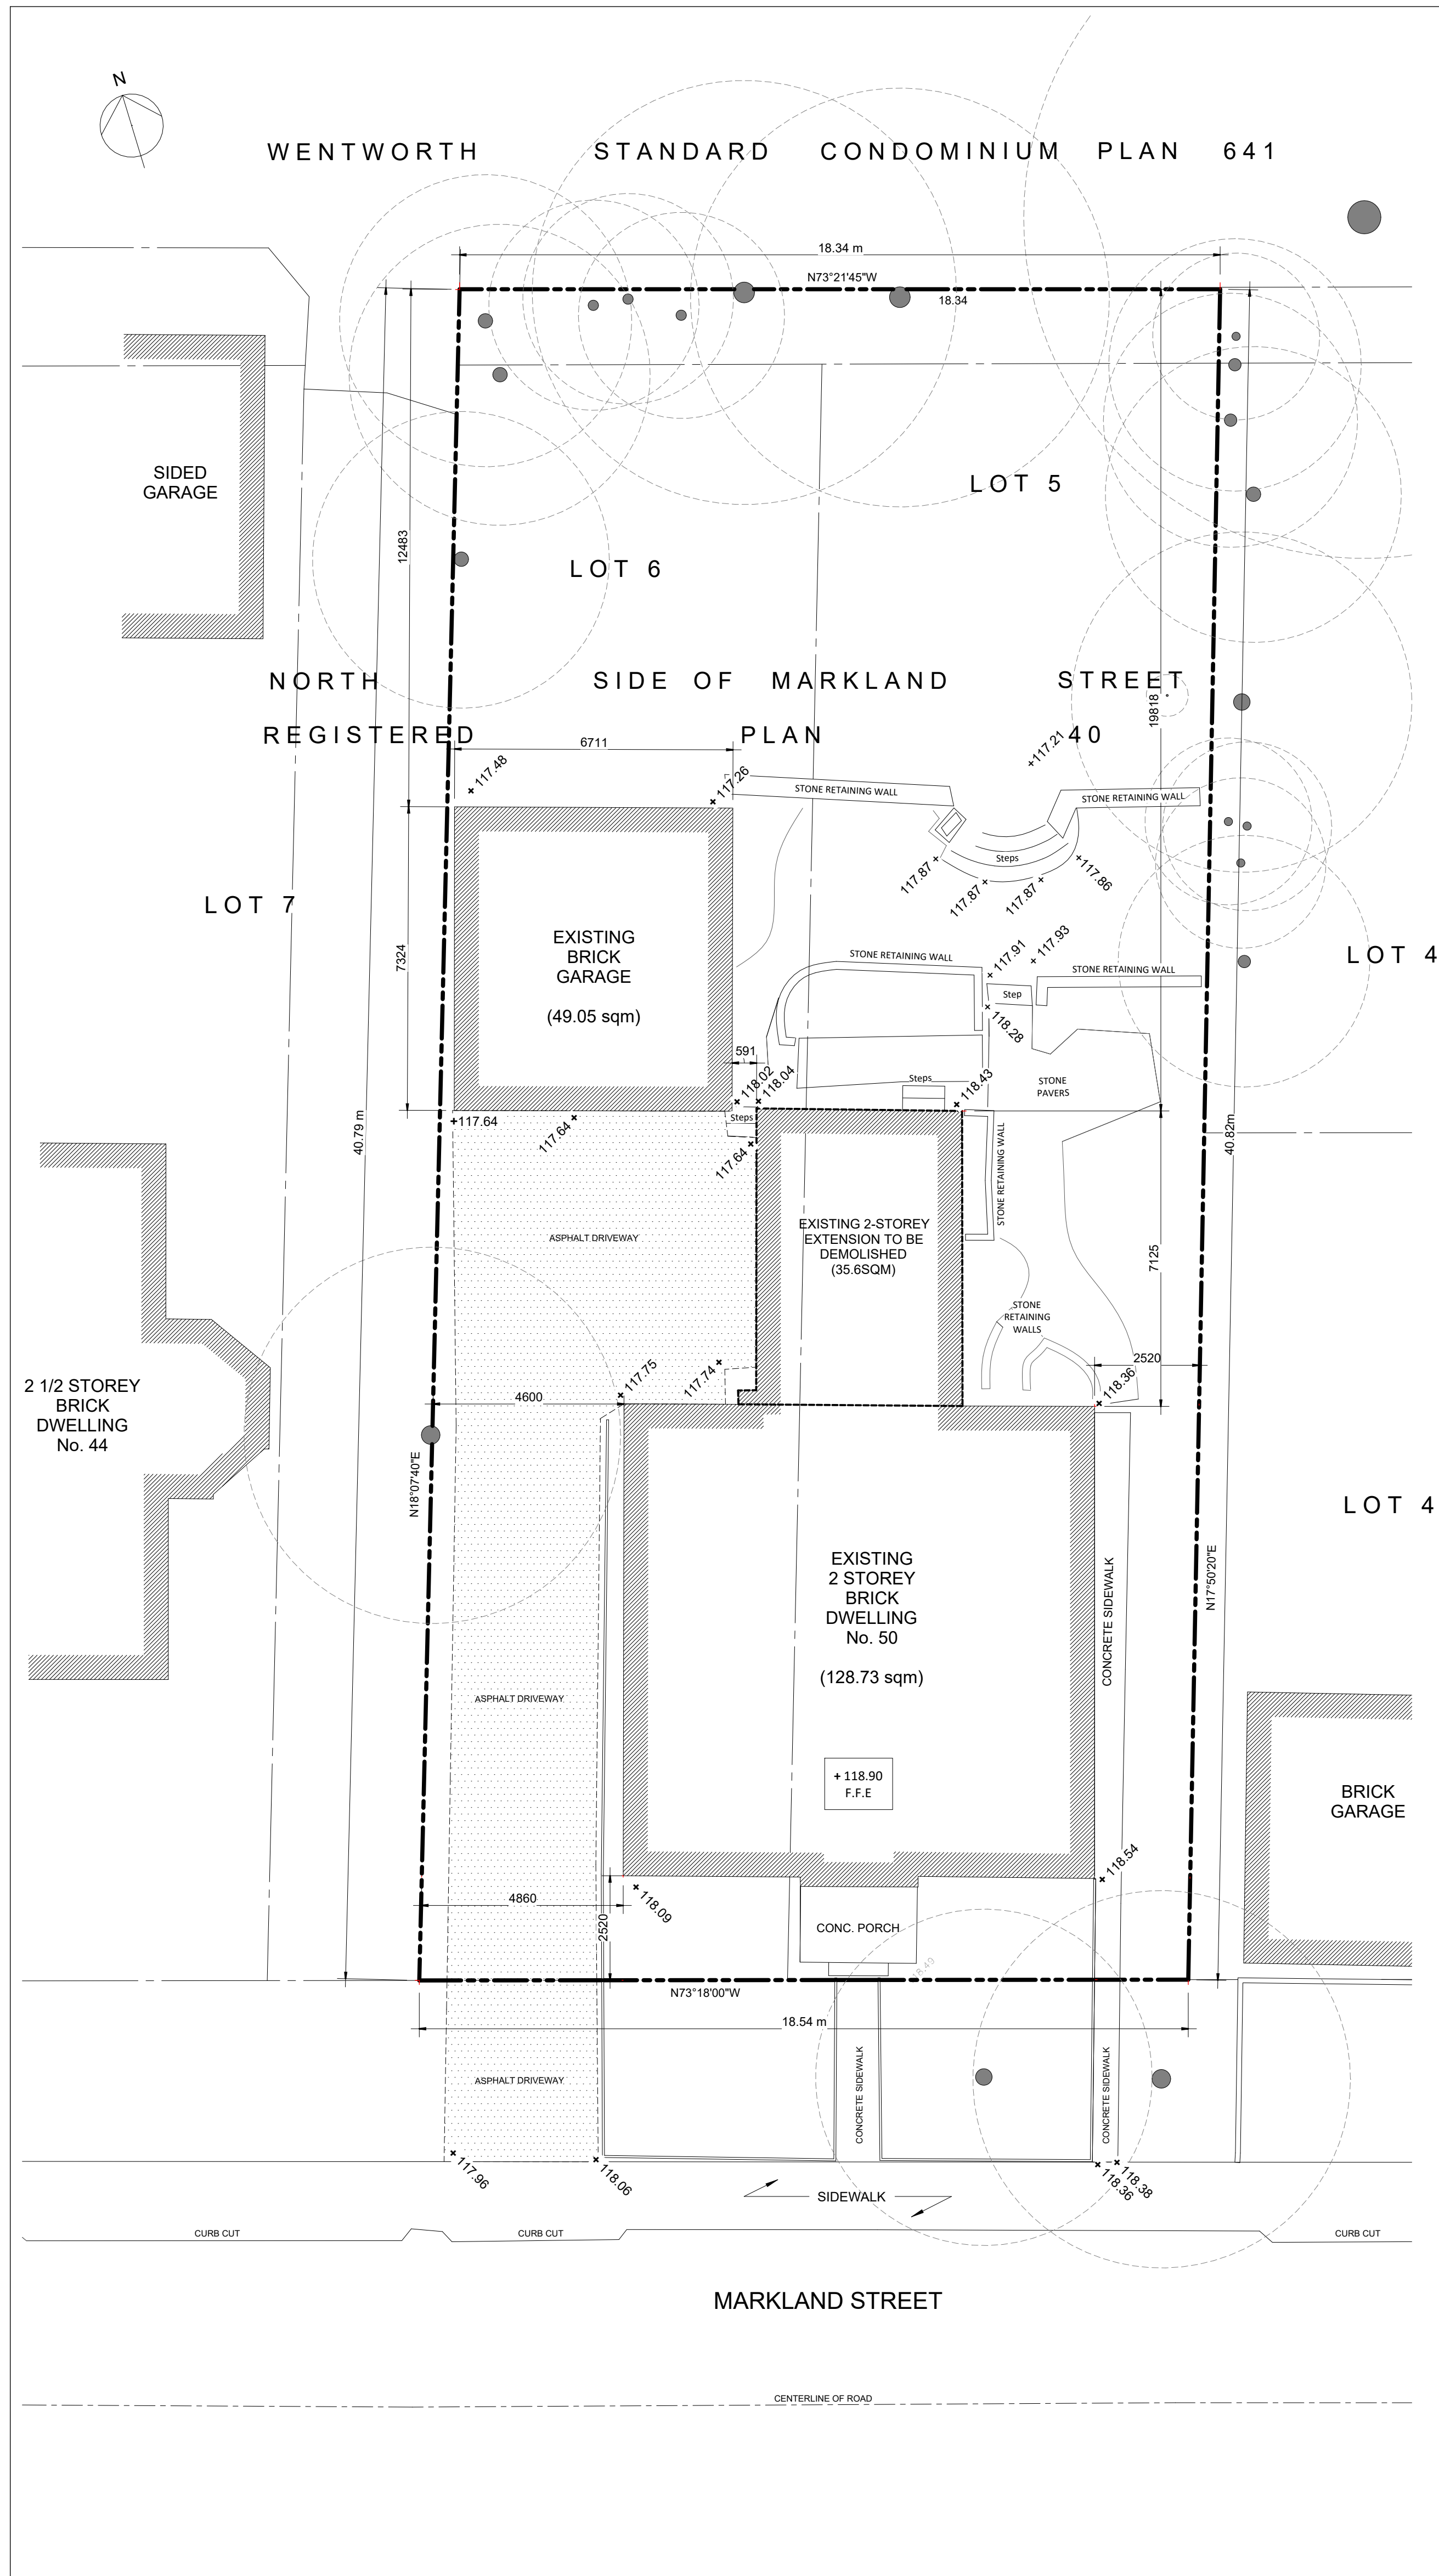 N
WENTWORTH STANDARD CONDOMINIUM PLAN 641
18.34 m
N73°21'45"W
18.34
SIDED
GARAGE
LOT 5
12483
LOT 6
NORTH SIDE OF MARKLAND STREET
19818
REGISTERED PLAN 40
6711
+117.21
117.48
117.26
STONE RETAINING WALL
STONE RETAINING WALL
Steps
117.87
117.87
117.87
117.86
LOT 7
EXISTING
BRICK
GARAGE
(49.05 sqm)
7324
STONE RETAINING WALL
117.91
+ 117.93
STONE RETAINING WALL
LOT 4
Step
118.28
591
118.02
118.04
Steps
118.43
STONE
PAVERS
+117.64
117.64
Steps
117.64
40.79 m
40.82m
STONE RETAINING WALL
ASPHALT DRIVEWAY
EXISTING 2-STOREY
EXTENSION TO BE
DEMOLISHED
(35.6SQM)
7125
STONE
RETAINING
WALLS
2520
2 1/2 STOREY
BRICK
DWELLING
No. 44
4600
117.75
117.74
118.36
N18°07'40"E
LOT 4
EXISTING
2 STOREY
BRICK
DWELLING
No. 50
(128.73 sqm)
CONCRETE SIDEWALK
N17°50'20"E
ASPHALT DRIVEWAY
+ 118.90
F.F.E
BRICK
GARAGE
118.54
4860
118.09
2520
CONC. PORCH
18.49
N73°18'00"W
18.54 m
ASPHALT DRIVEWAY
CONCRETE SIDEWALK
CONCRETE SIDEWALK
117.96
118.06
118.36
118.38
SIDEWALK
CURB CUT
CURB CUT
CURB CUT
MARKLAND STREET
CENTERLINE OF ROAD